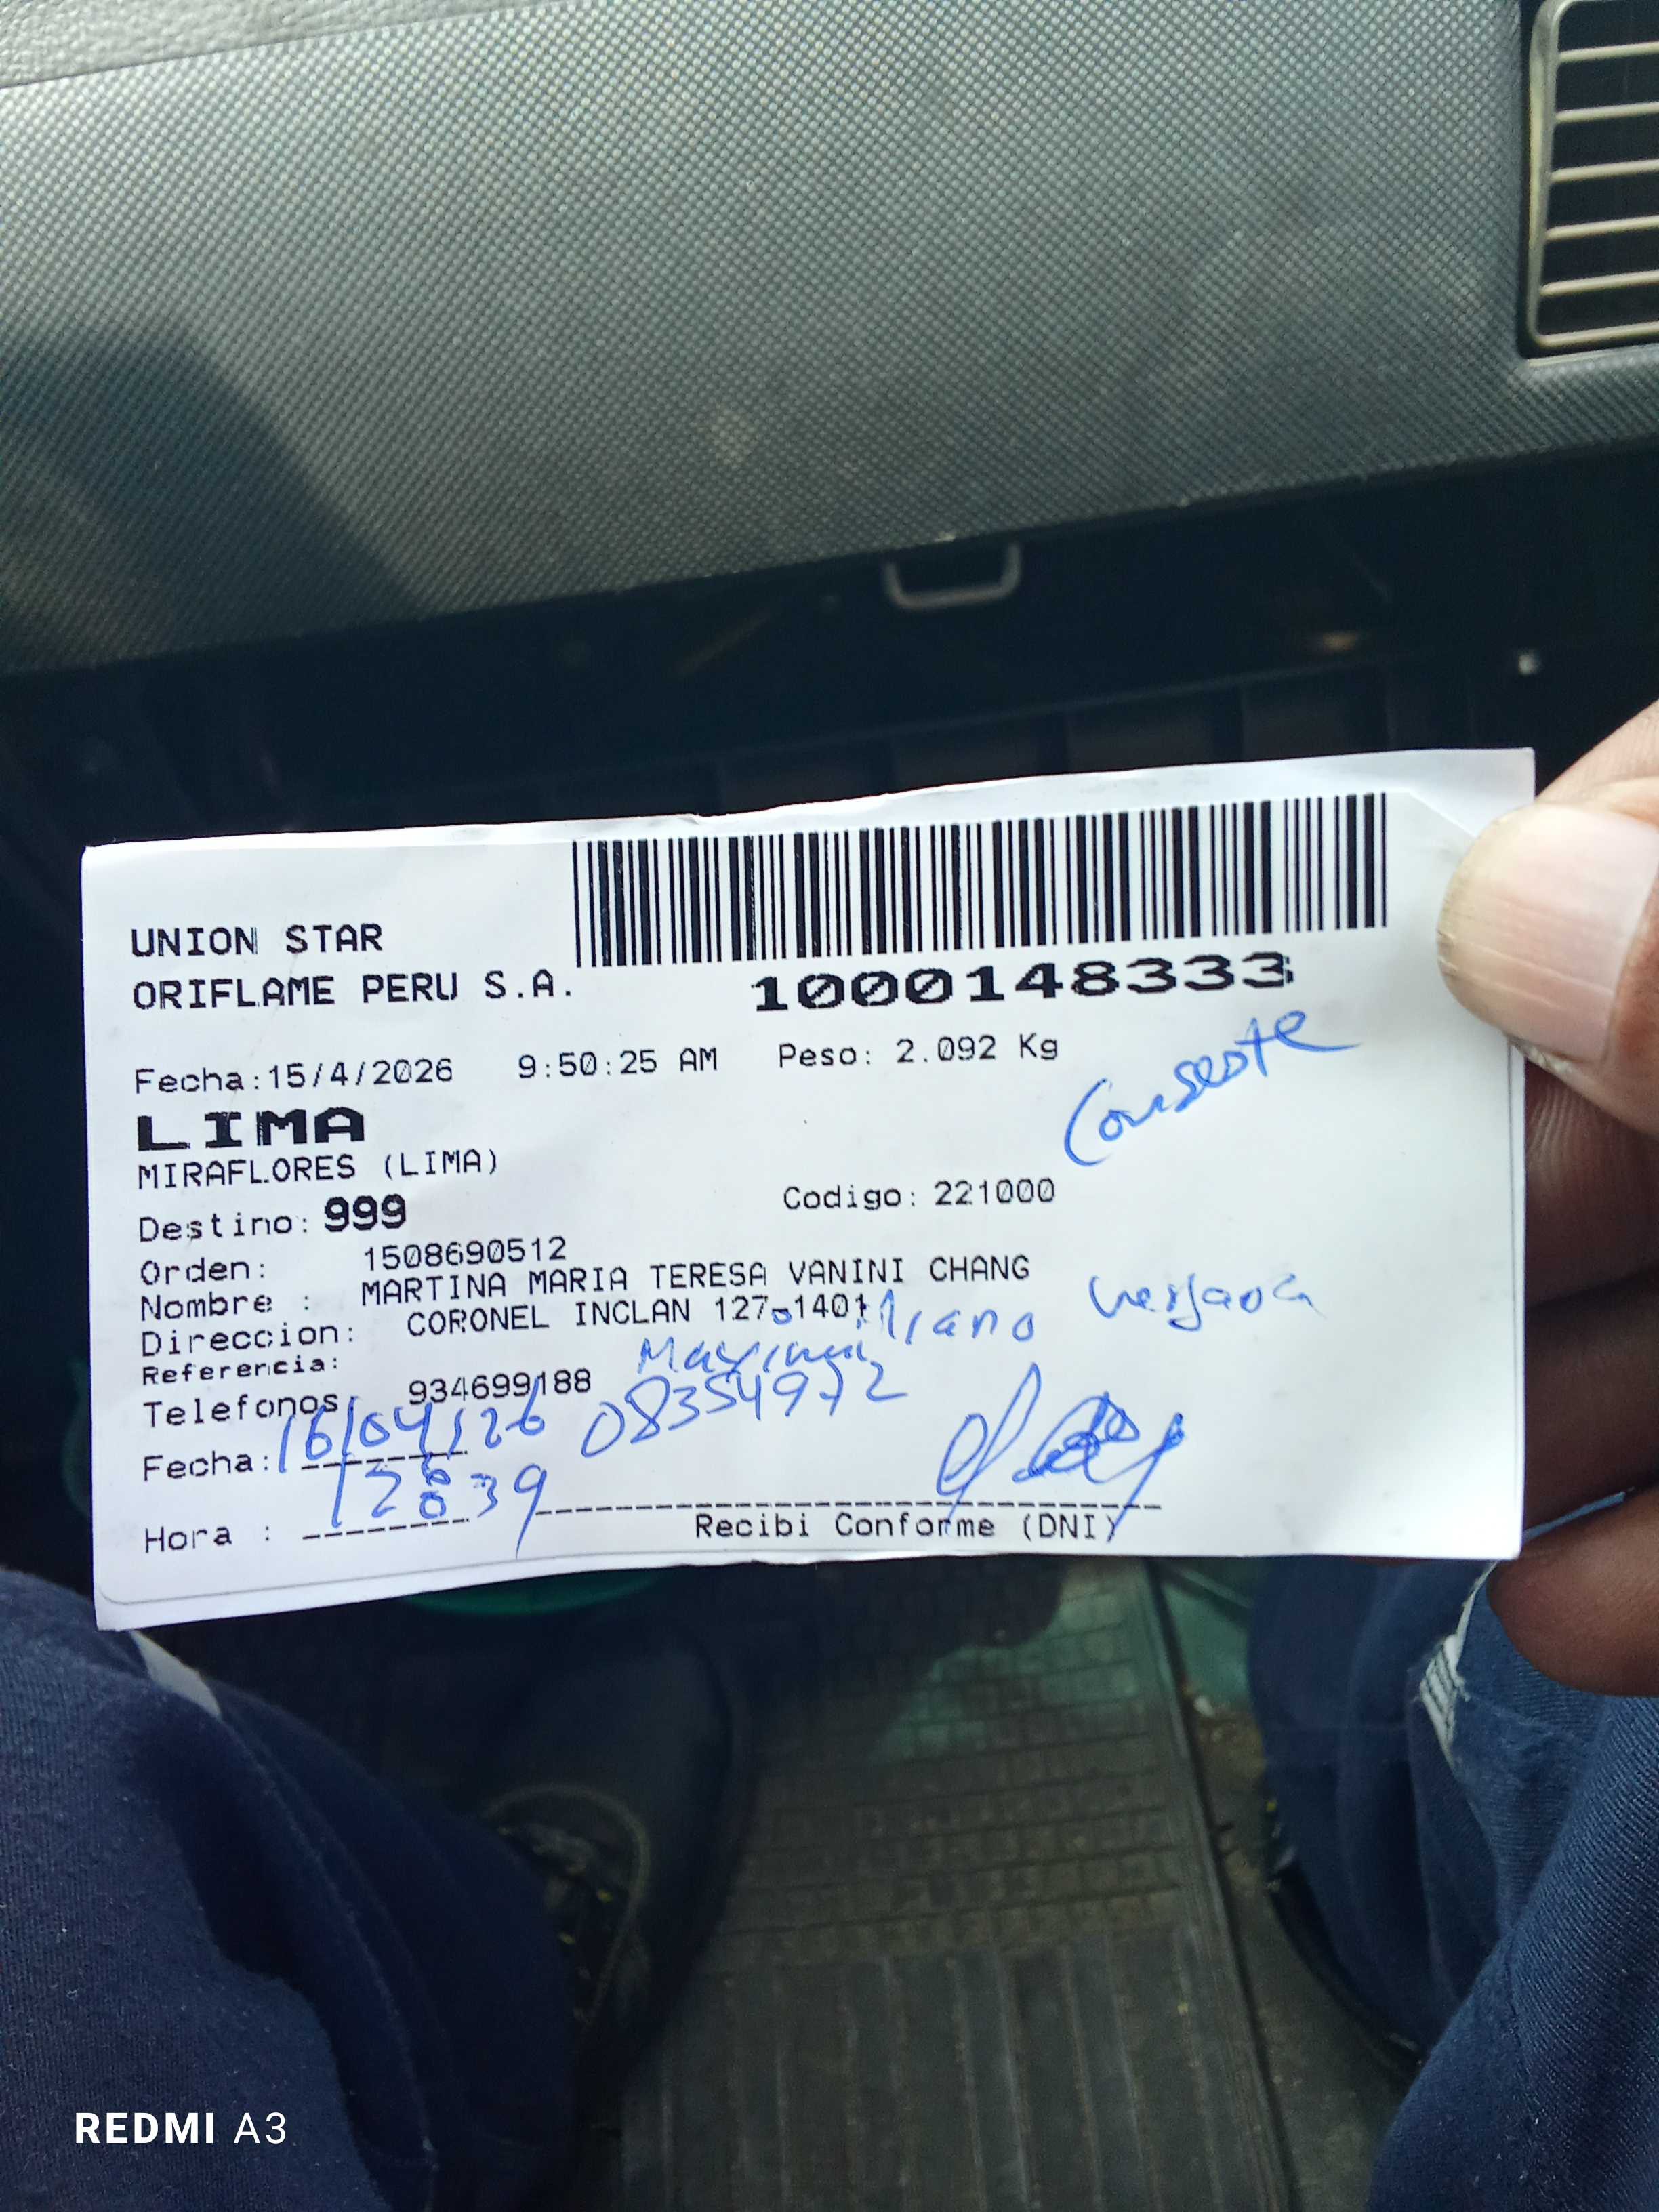 UNION STAR
ORIFLAME PERU S.A.
1000148333
Fecha:15/4/2026 9:50:25 AM Peso: 2.092 Kg
LIMA
MIRAFLORES (LIMA)
Destino: 999 Codigo: 221000
Orden: 1508690512
Nombre : MARTINA MARIA TERESA VANINI CHANG
Direccion: CORONEL INCLAN 127-1401
Maximiliano
Referencia:
Telefonos: 934699188
08354972
Fecha: 16/04/26
Hora : 12:39
Recibi Conforme (DNI)
REDMI A3